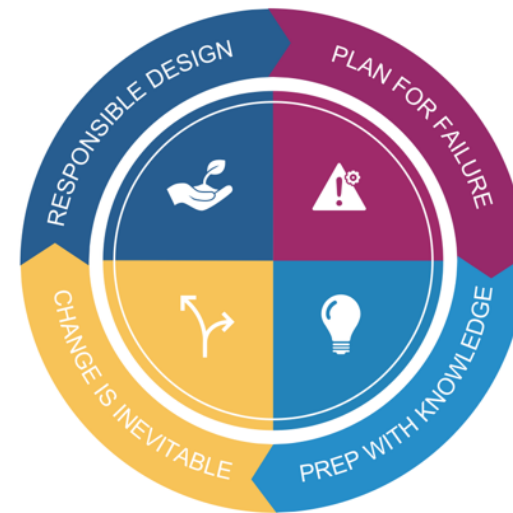 RESPONSIBLE DESIGN
PLAN FOR FAILURE
PREP WITH KNOWLEDGE
CHANGE IS INEVITABLE